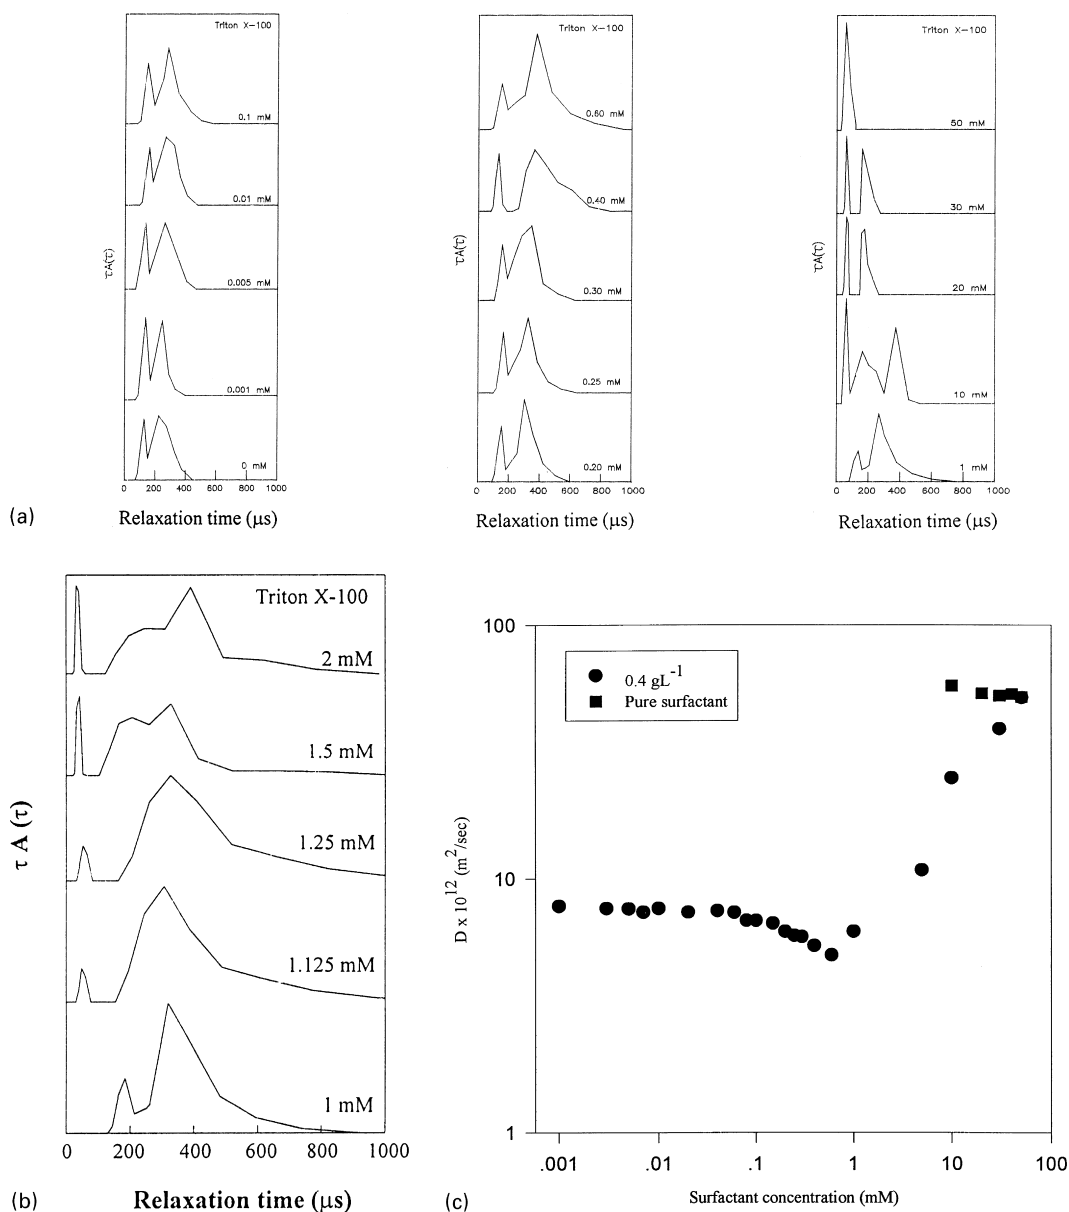 Triton X-100
0.1 mM
0.01 mM
0.005 mM
0.001 mM
0 mM
τA(τ)
0 200 400 600 800 1000
(a)
Relaxation time (μs)
Triton X-100
0.60 mM
0.40 mM
0.30 mM
0.25 mM
0.20 mM
τA(τ)
0 200 400 600 800 1000
Relaxation time (μs)
Triton X-100
50 mM
30 mM
20 mM
10 mM
1 mM
τA(τ)
0 200 400 600 800 1000
Relaxation time (μs)
Triton X-100
2 mM
1.5 mM
1.25 mM
1.125 mM
1 mM
τ A (τ)
0 200 400 600 800 1000
(b)
Relaxation time (μs)
100
10
1
D x 10¹² (m²/sec)
0.4 gL⁻¹
Pure surfactant
.001 .01 .1 1 10 100
(c)
Surfactant concentration (mM)